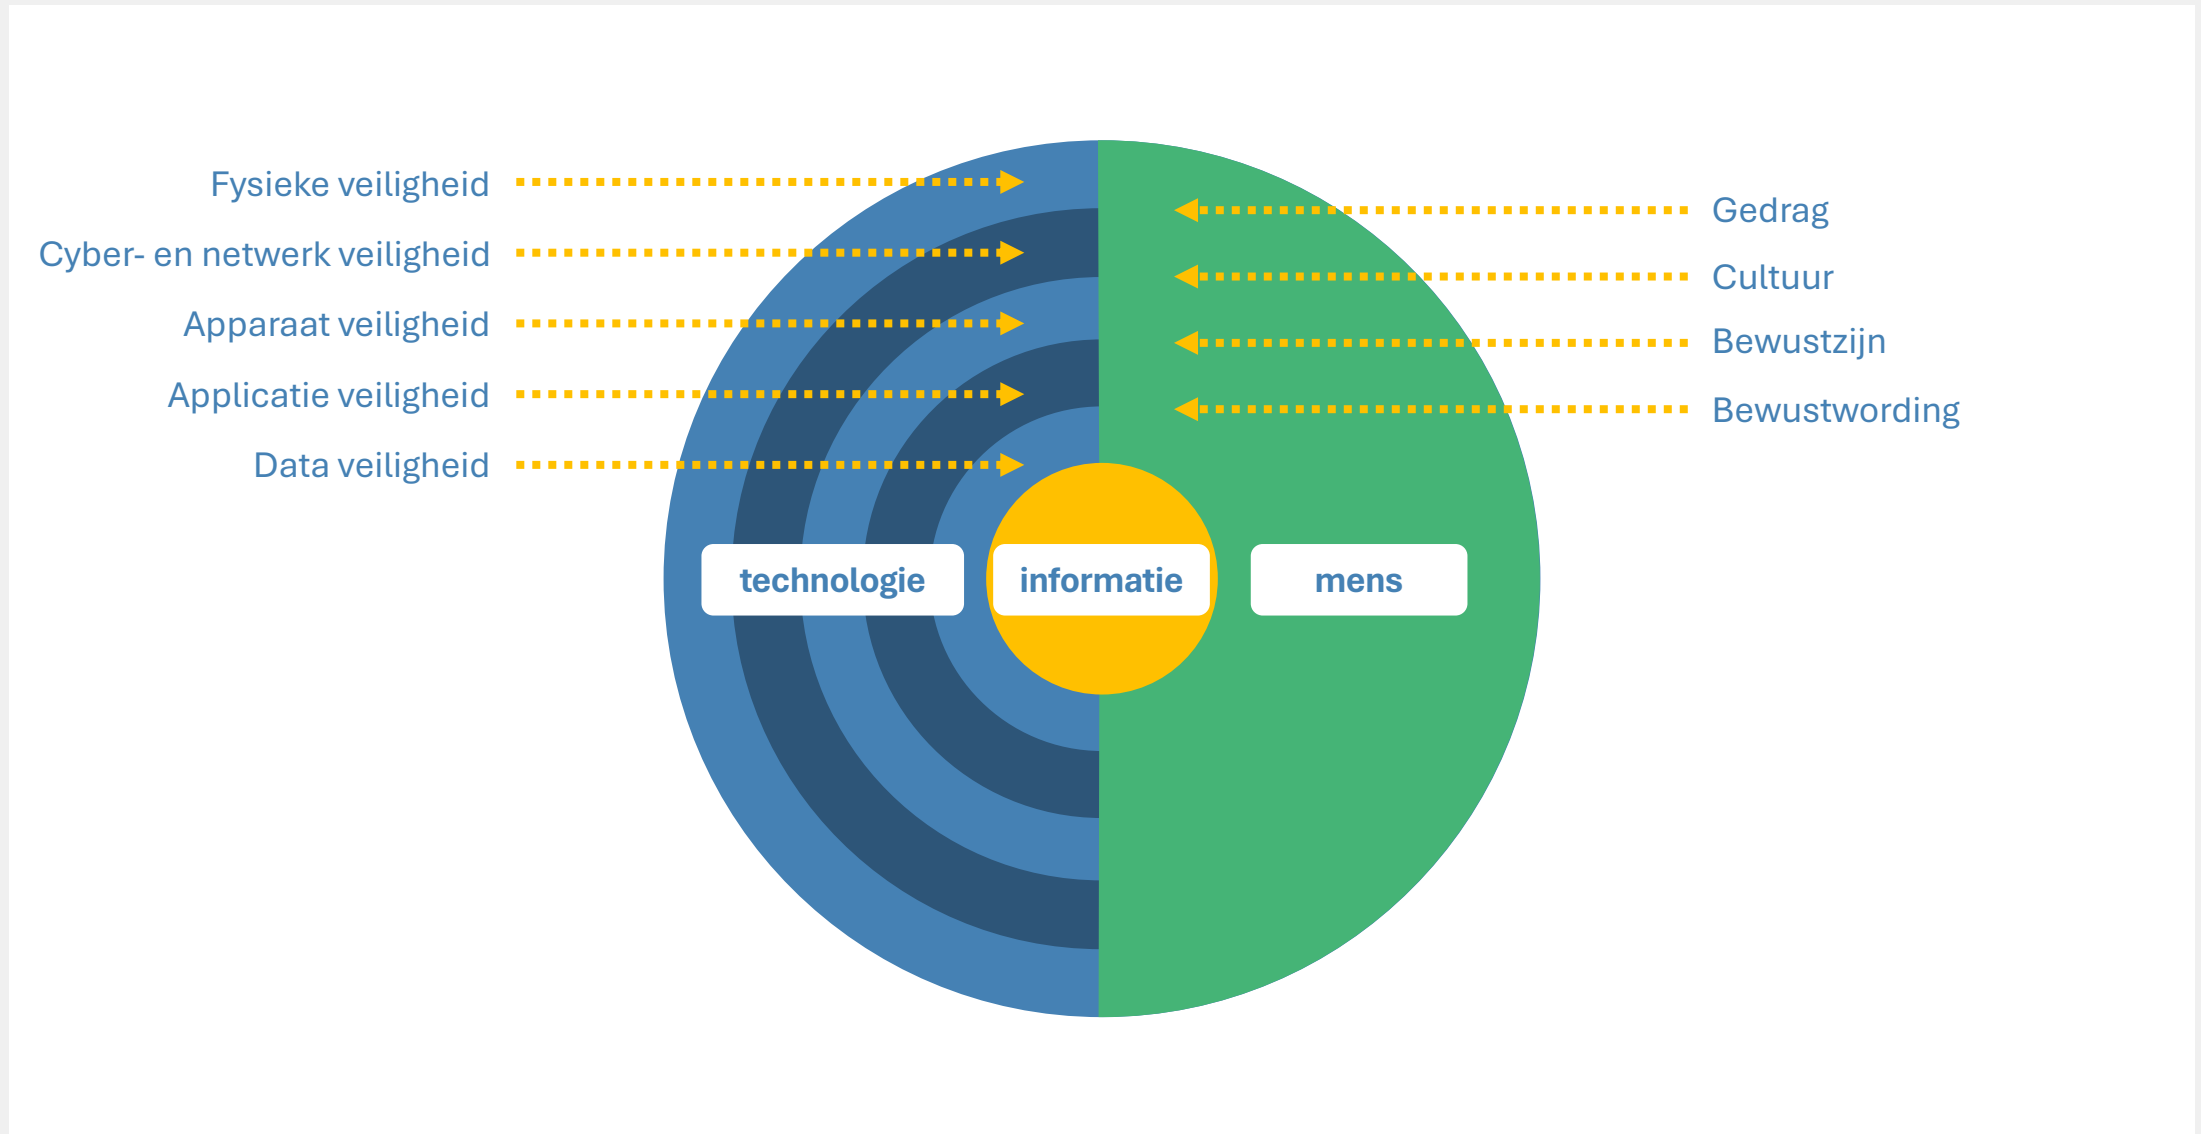 Fysieke veiligheid
Cyber- en netwerk veiligheid
Apparaat veiligheid
Applicatie veiligheid
Data veiligheid
Gedrag
Cultuur
Bewustzijn
Bewustwording
technologie
informatie
mens